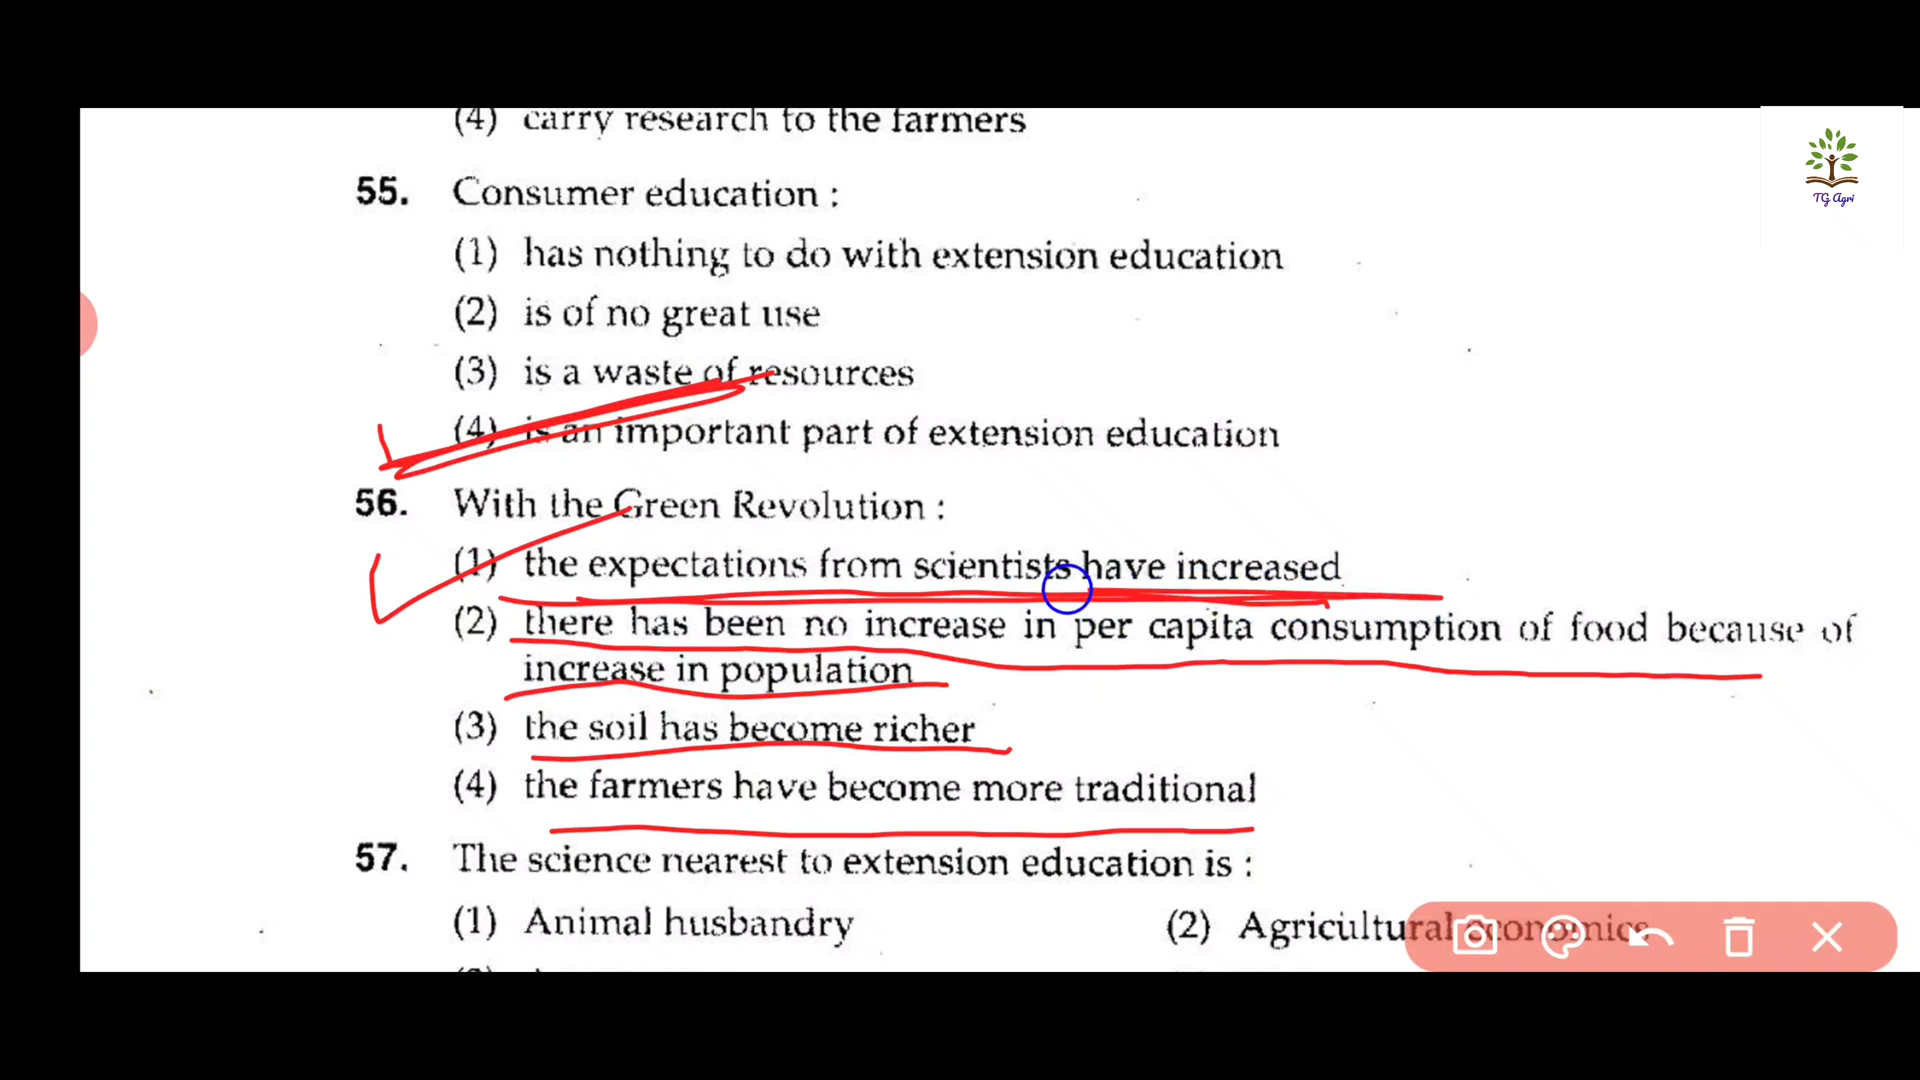 (4) carry research to the farmers
TG Agri
55. Consumer education :
(1) has nothing to do with extension education
(2) is of no great use
(3) is a waste of resources
(4) is an important part of extension education
56. With the Green Revolution :
(1) the expectations from scientists have increased
(2) there has been no increase in per capita consumption of food because of
increase in population
(3) the soil has become richer
(4) the farmers have become more traditional
57. The science nearest to extension education is :
(1) Animal husbandry (2) Agricultural economics